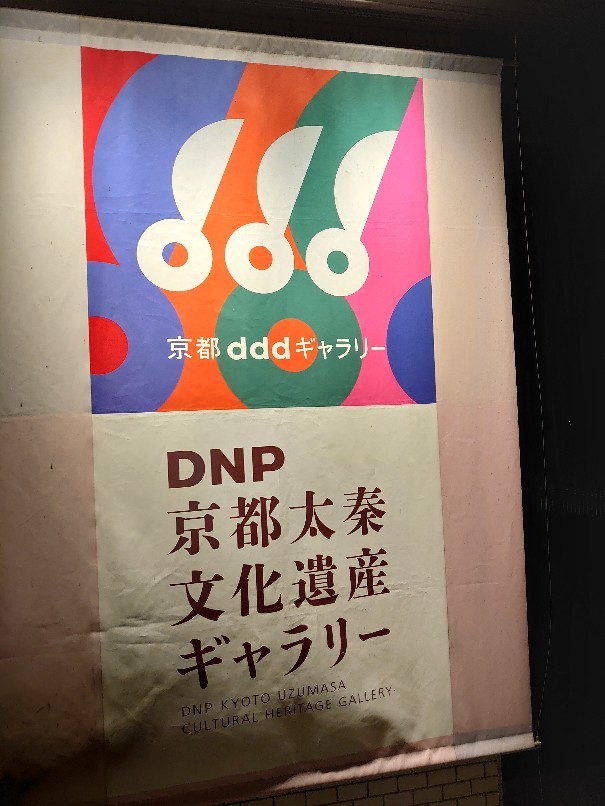 京都dddギャラリー
DNP
京都太秦
文化遺産
ギャラリー
DNP KYOTO UZUMASA
CULTURAL HERITAGE GALLERY